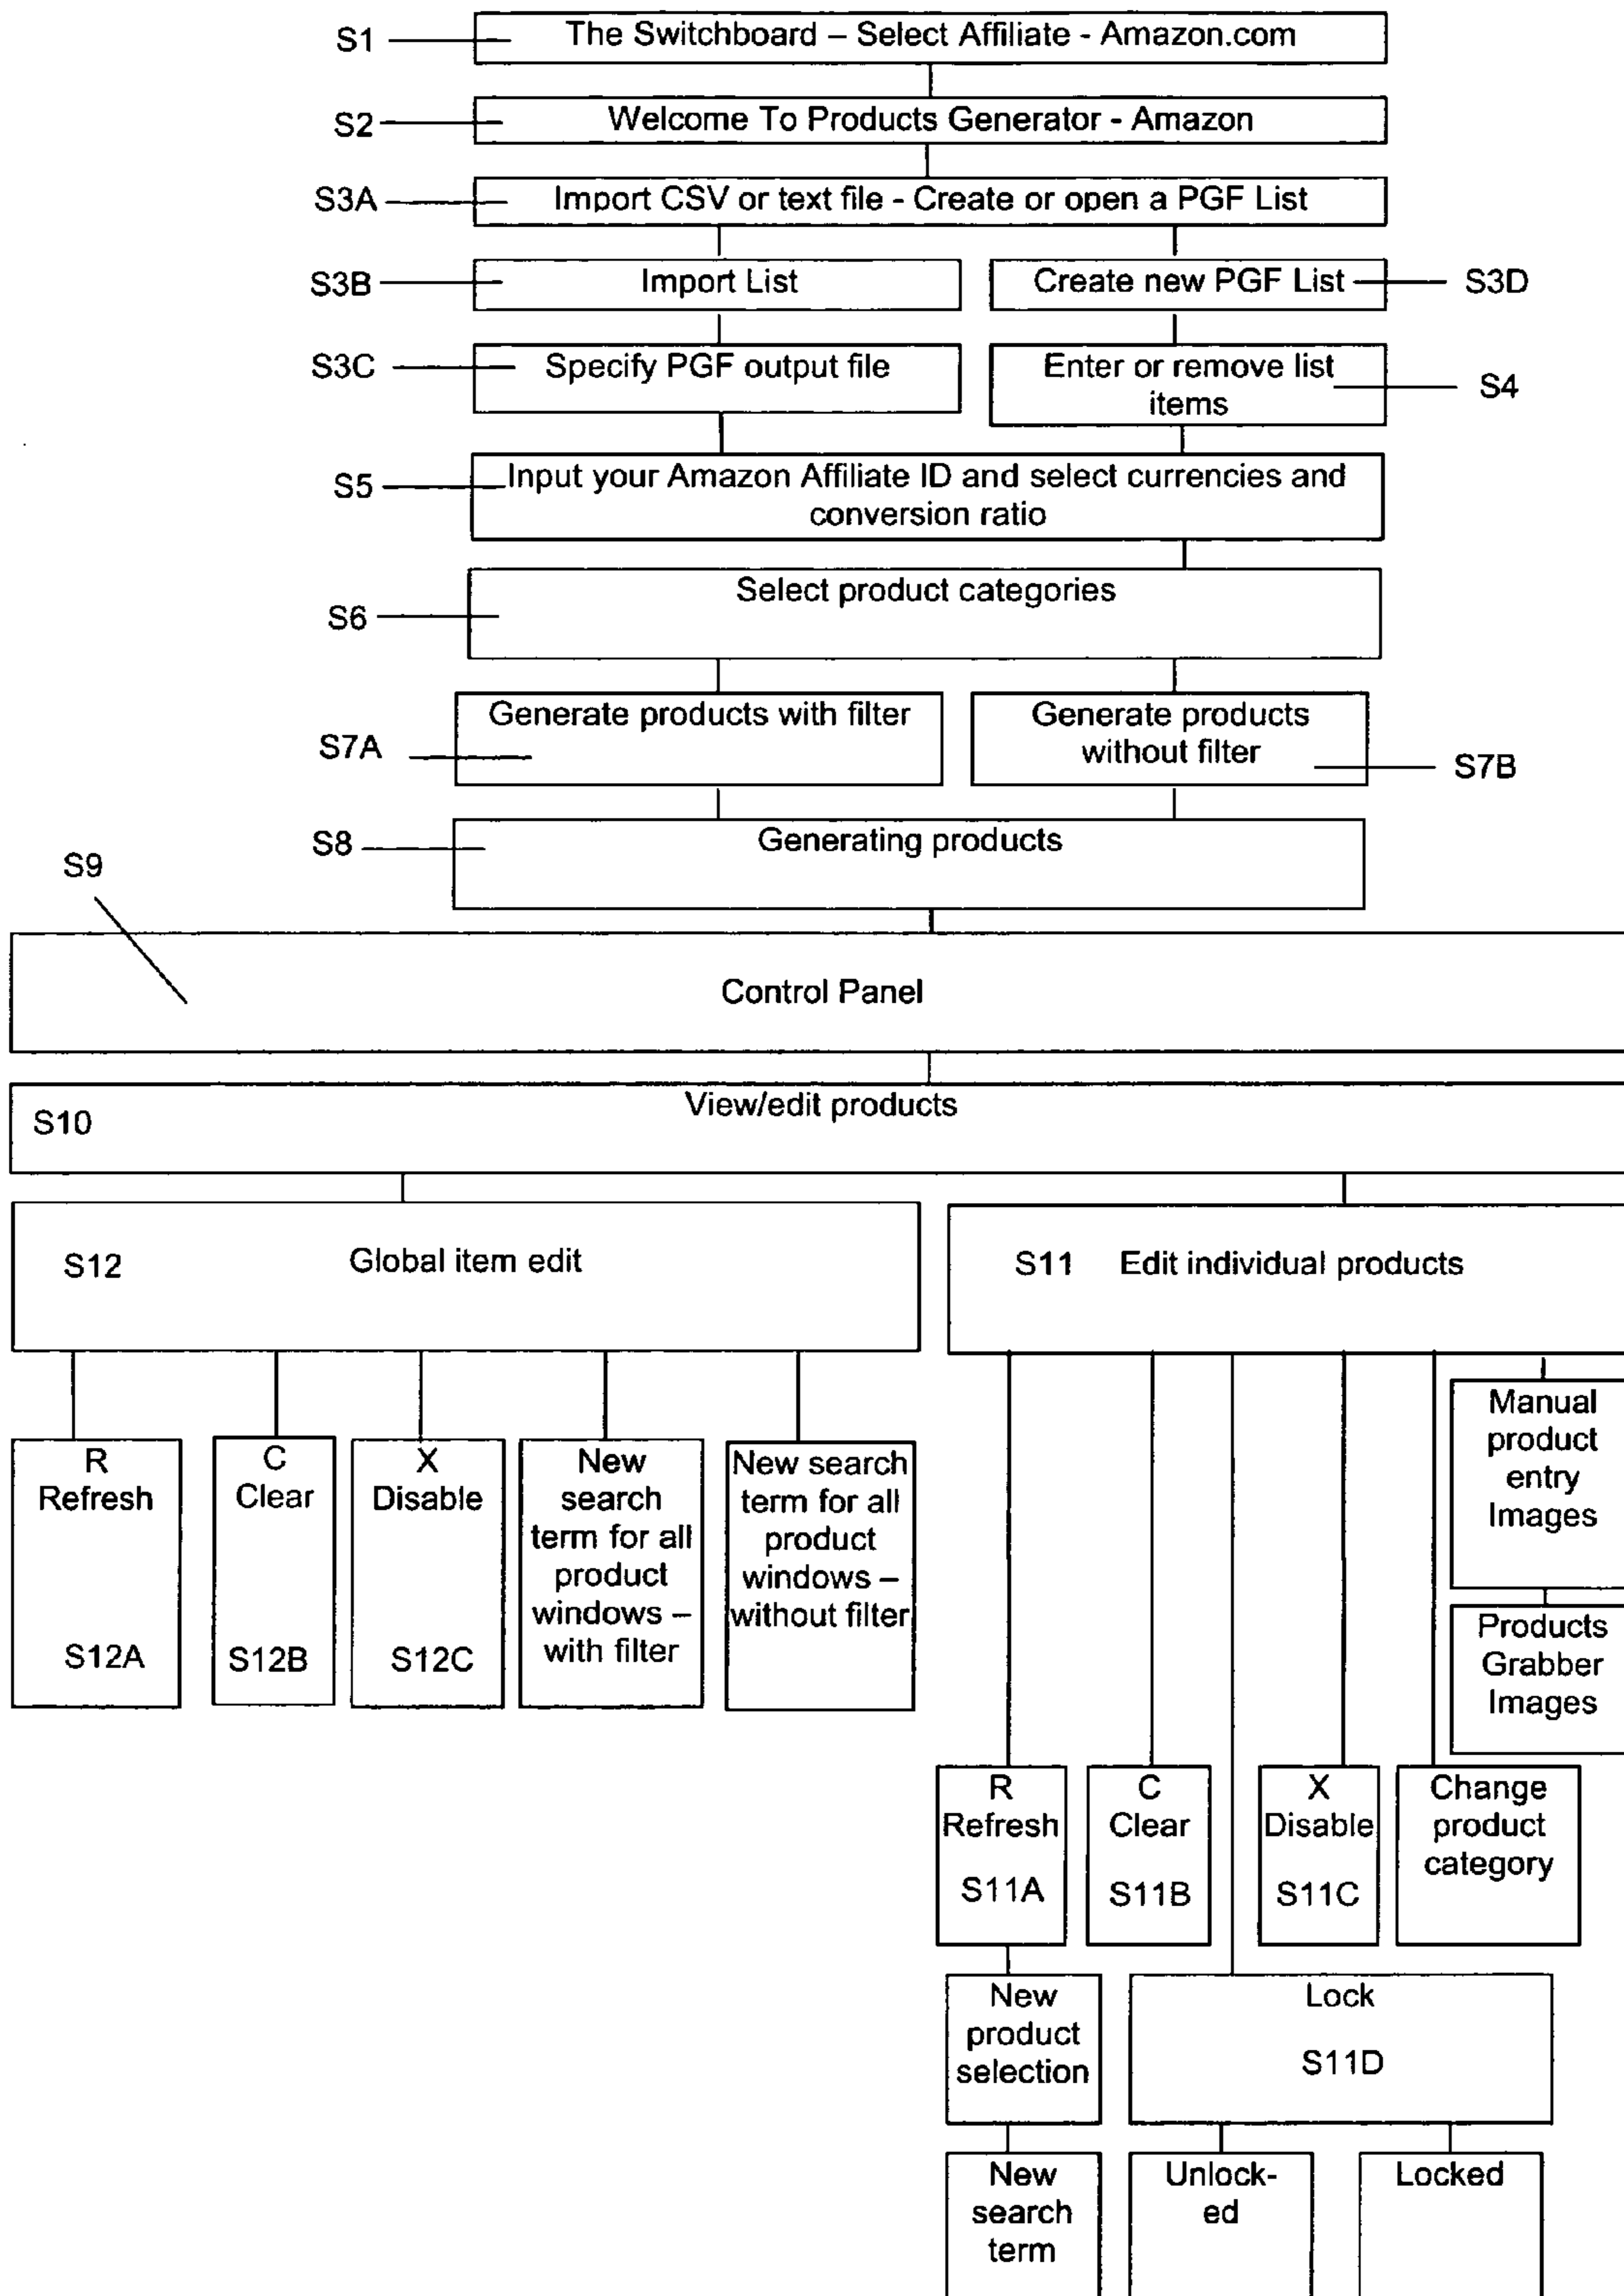 S1
The Switchboard – Select Affiliate - Amazon.com
S2
Welcome To Products Generator - Amazon
S3A
Import CSV or text file - Create or open a PGF List
S3B
Import List
Create new PGF List
S3D
S3C
Specify PGF output file
Enter or remove list
items
S4
S5
Input your Amazon Affiliate ID and select currencies and
conversion ratio
S6
Select product categories
S7A
Generate products with filter
Generate products
without filter
S7B
S8
Generating products
S9
Control Panel
S10
View/edit products
S12
Global item edit
S11
Edit individual products
R
Refresh
S12A
C
Clear
S12B
X
Disable
S12C
New
search
term for all
product
windows –
with filter
New search
term for all
product
windows –
without filter
Manual
product
entry
Images
Products
Grabber
Images
R
Refresh
S11A
C
Clear
S11B
X
Disable
S11C
Change
product
category
New
product
selection
Lock
S11D
New
search
term
Unlock-
ed
Locked